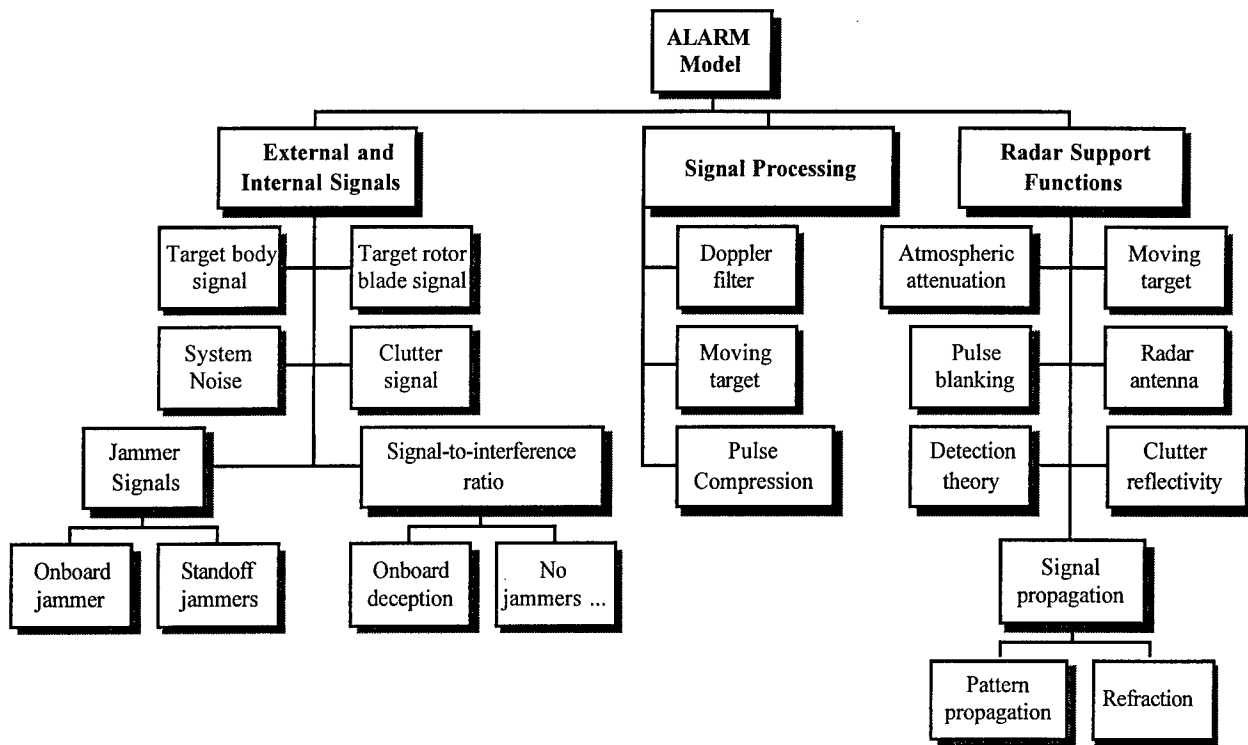 ALARM
Model
External and
Internal Signals
Signal Processing
Radar Support
Functions
Target body
signal
Target rotor
blade signal
Doppler
filter
Atmospheric
attenuation
Moving
target
System
Noise
Clutter
signal
Moving
target
Pulse
blanking
Radar
antenna
Jammer
Signals
Signal-to-interference
ratio
Pulse
Compression
Detection
theory
Clutter
reflectivity
Onboard
jammer
Standoff
jammers
Onboard
deception
No
jammers ...
Signal
propagation
Pattern
propagation
Refraction